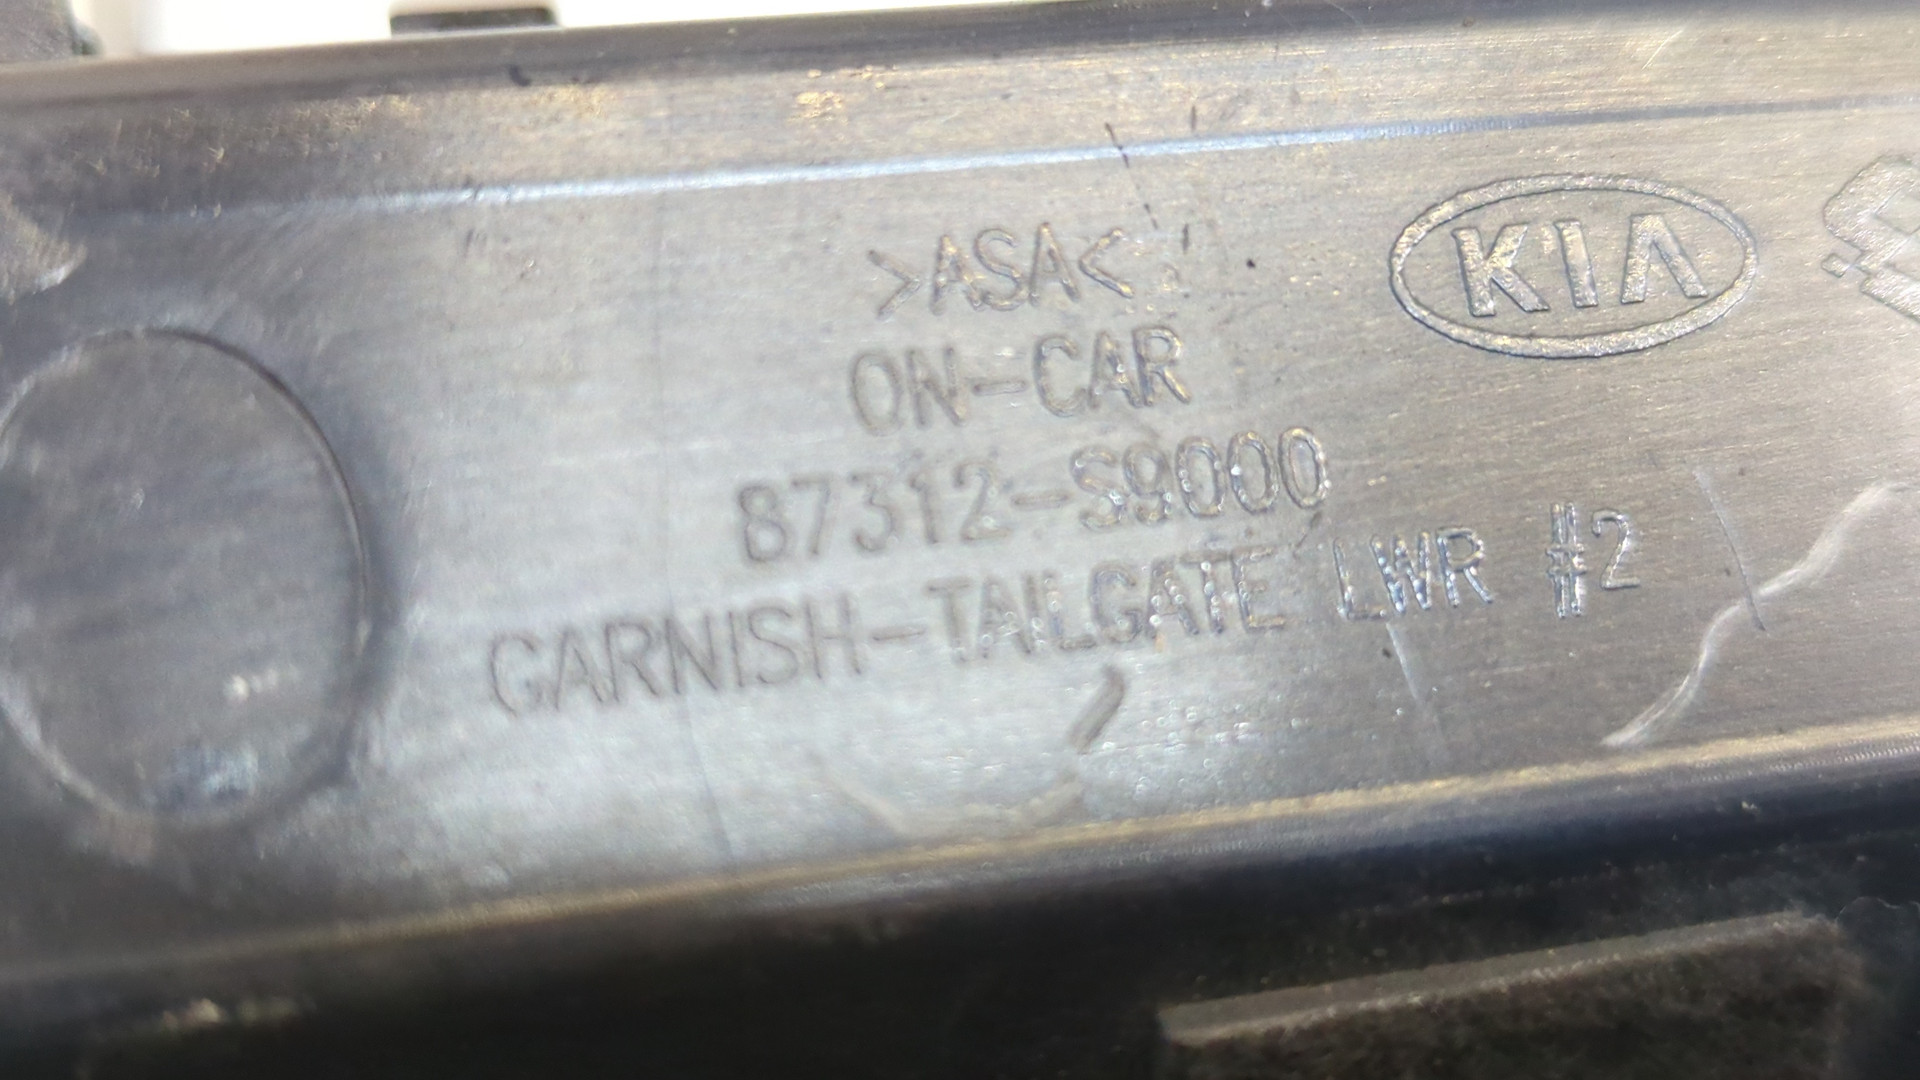 >ASA<
KIA
ON-CAR
87312-S9000
GARNISH-TAILGATE LWR #2